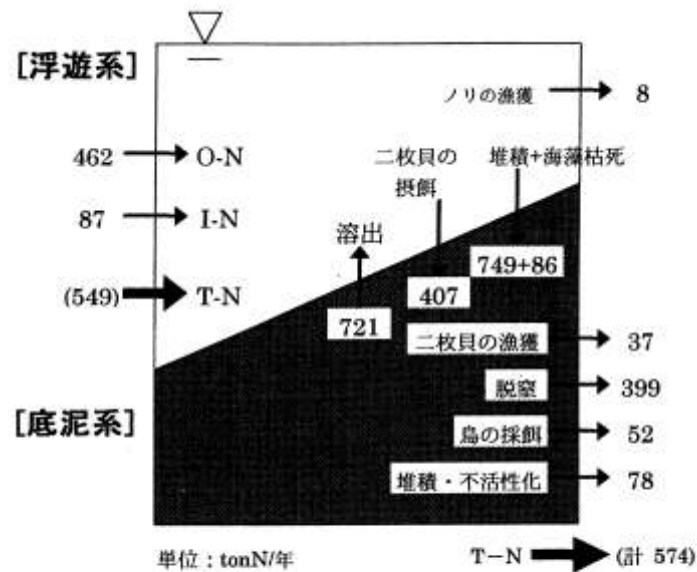 [浮遊系]
ノリの漁獲 8
462 O-N
二枚貝の
摂餌
堆積+海藻枯死
87 I-N
溶出
749+86
(549) T-N
407
721
二枚貝の漁獲 37
脱窒 399
[底泥系]
鳥の採餌 52
堆積・不活性化 78
単位:tonN/年 T-N (計 574)